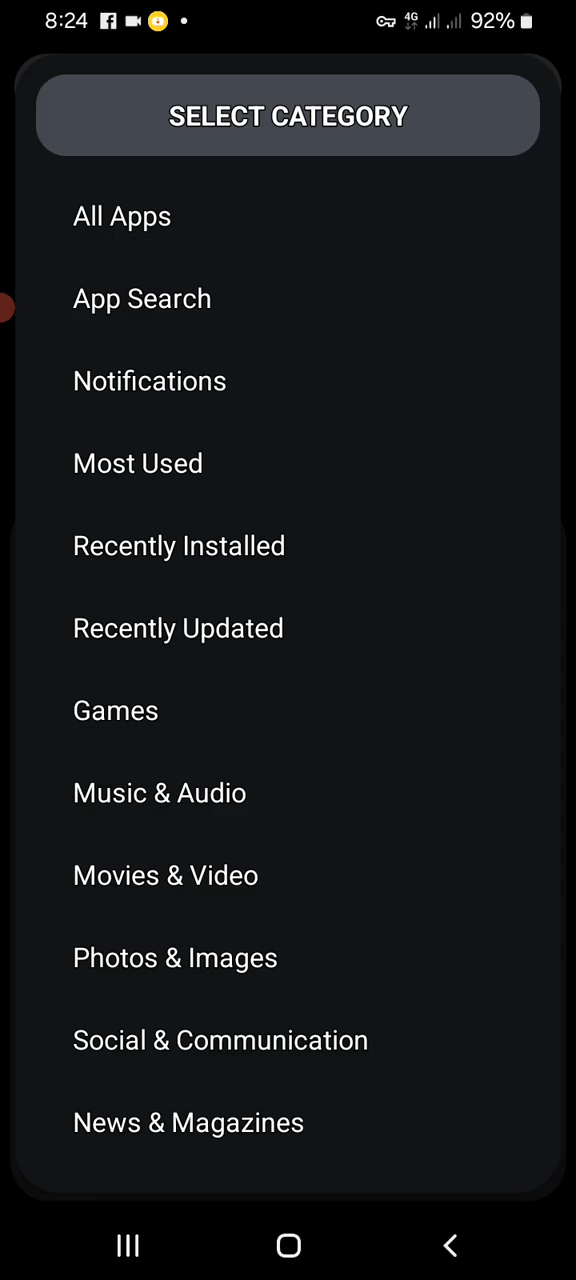 8:24
4G
92%
SELECT CATEGORY
All Apps
App Search
Notifications
Most Used
Recently Installed
Recently Updated
Games
Music & Audio
Movies & Video
Photos & Images
Social & Communication
News & Magazines